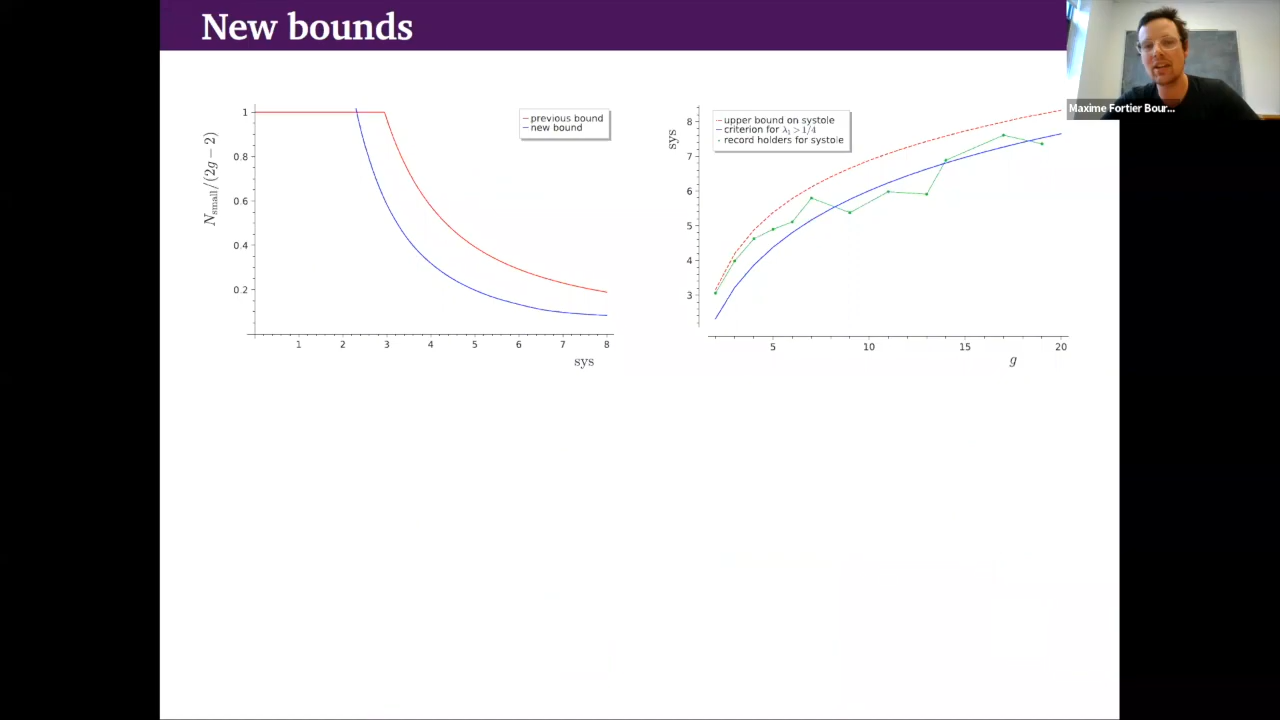 New bounds
Maxime Fortier Bour...
previous bound
new bound
N_small/(2g − 2)
1
0.8
0.6
0.4
0.2
1 2 3 4 5 6 7 8
sys
upper bound on systole
criterion for λ₁ > 1/4
record holders for systole
sys
8
7
6
5
4
3
5 10 15 20
g